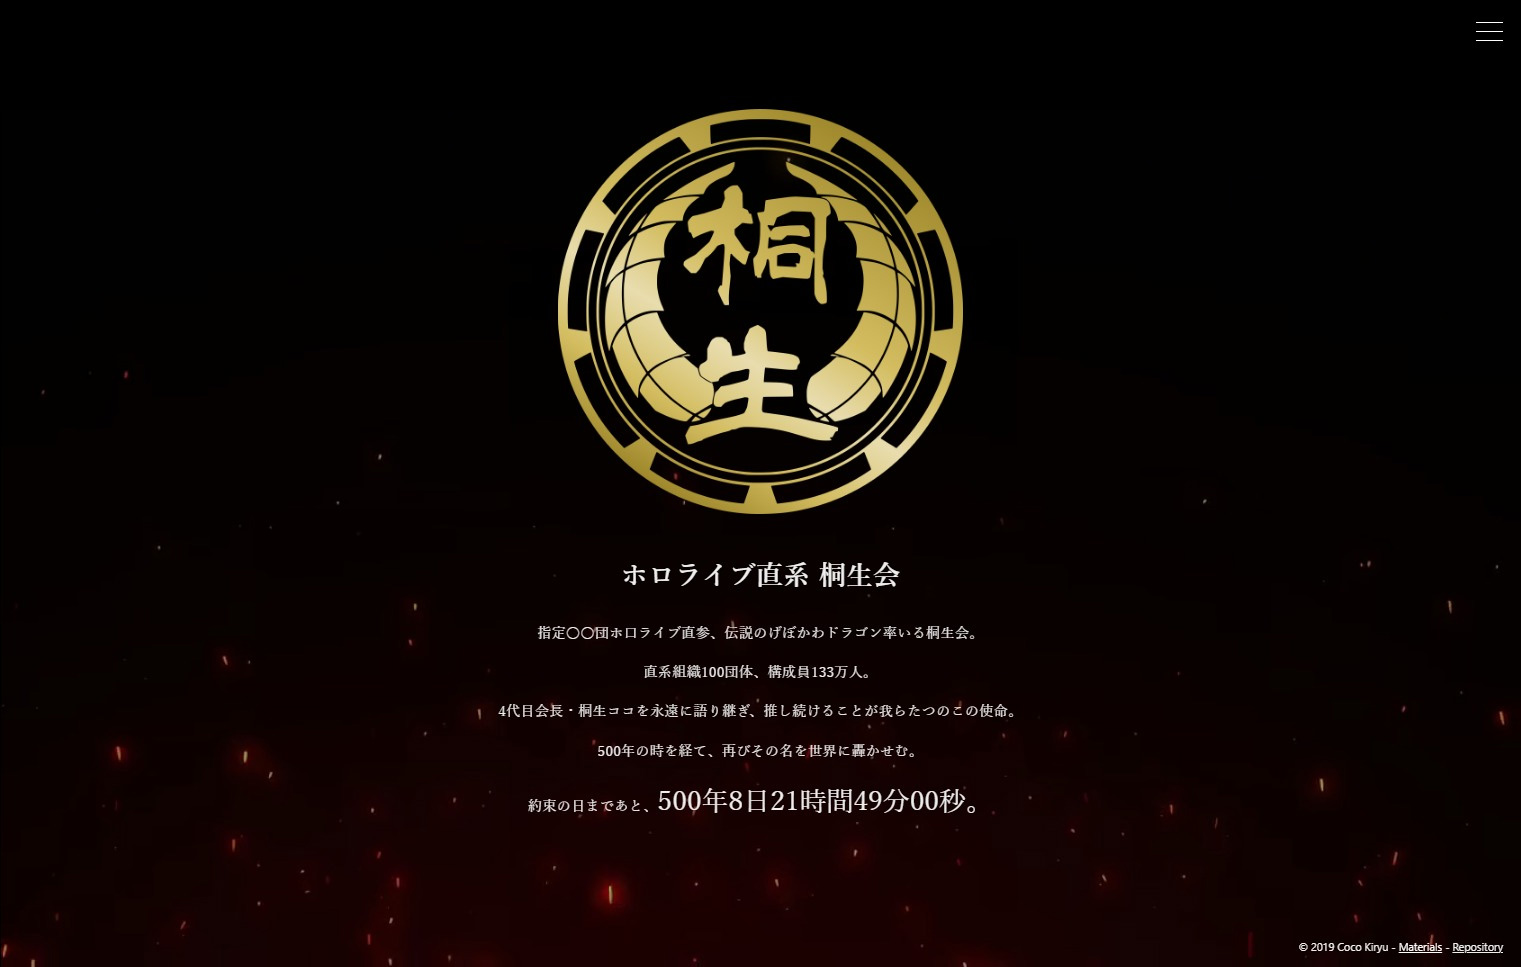 桐
生
ホロライブ直系 桐生会
指定〇〇団ホロライブ直参、伝説のげぼかわドラゴン率いる桐生会。
直系組織100団体、構成員133万人。
4代目会長・桐生ココを永遠に語り継ぎ、推し続けることが我らたつのこの使命。
500年の時を経て、再びその名を世界に轟かせむ。
約束の日まであと、500年8日21時間49分00秒。
© 2019 Coco Kiryu - Materials - Repository